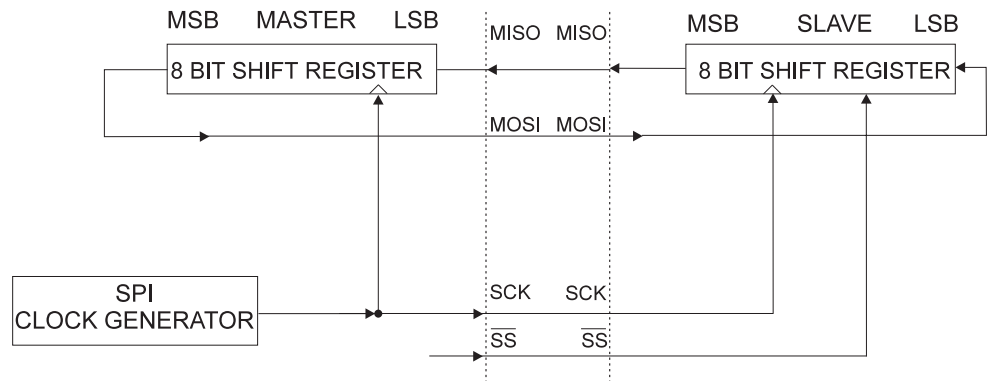 MSB MASTER LSB
MISO MISO
MSB SLAVE LSB
8 BIT SHIFT REGISTER
8 BIT SHIFT REGISTER
MOSI MOSI
SPI
CLOCK GENERATOR
SCK SCK
SS SS